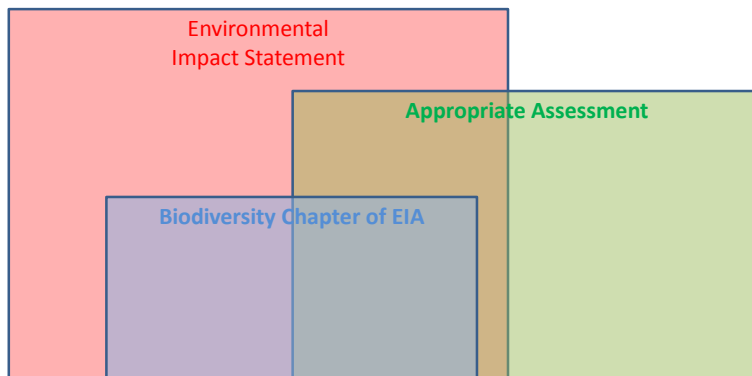 Environmental
Impact Statement
Appropriate Assessment
Biodiversity Chapter of EIA